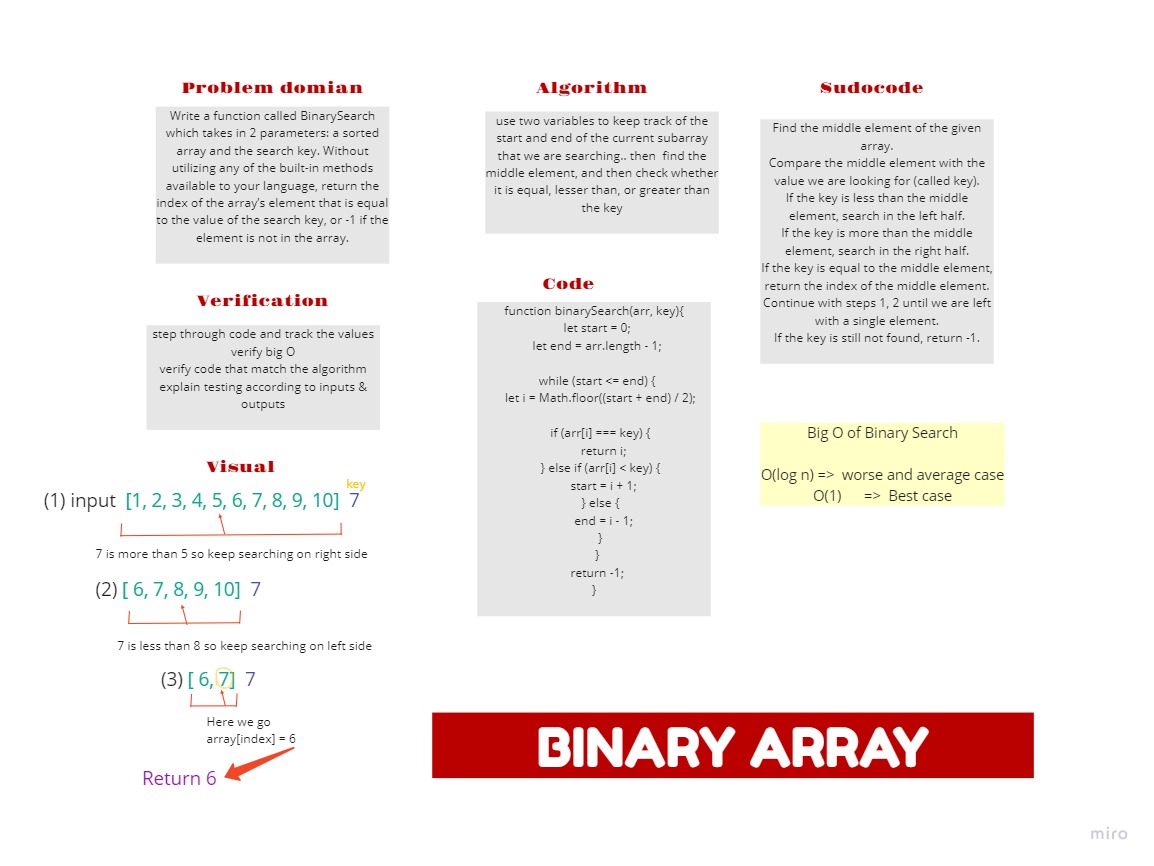 Problem domian
Write a function called BinarySearch
which takes in 2 parameters: a sorted
array and the search key. Without
utilizing any of the built-in methods
available to your language, return the
index of the array's element that is equal
to the value of the search key, or -1 if the
element is not in the array.
Verification
step through code and track the values
verify big O
verify code that match the algorithm
explain testing according to inputs &
outputs
Visual
key
(1) input [1, 2, 3, 4, 5, 6, 7, 8, 9, 10] 7
7 is more than 5 so keep searching on right side
(2) [ 6, 7, 8, 9, 10] 7
7 is less than 8 so keep searching on left side
(3) [ 6, 7] 7
Here we go
array[index] = 6
Return 6
Algorithm
use two variables to keep track of the
start and end of the current subarray
that we are searching.. then find the
middle element, and then check whether
it is equal, lesser than, or greater than
the key
Code
function binarySearch(arr, key){
let start = 0;
let end = arr.length - 1;
while (start <= end) {
let i = Math.floor((start + end) / 2);
if (arr[i] === key) {
return i;
} else if (arr[i] < key) {
start = i + 1;
} else {
end = i - 1;
}
}
return -1;
}
Sudocode
Find the middle element of the given
array.
Compare the middle element with the
value we are looking for (called key).
If the key is less than the middle
element, search in the left half.
If the key is more than the middle
element, search in the right half.
If the key is equal to the middle element,
return the index of the middle element.
Continue with steps 1, 2 until we are left
with a single element.
If the key is still not found, return -1.
Big O of Binary Search
O(log n) => worse and average case
O(1) => Best case
BINARY ARRAY
miro